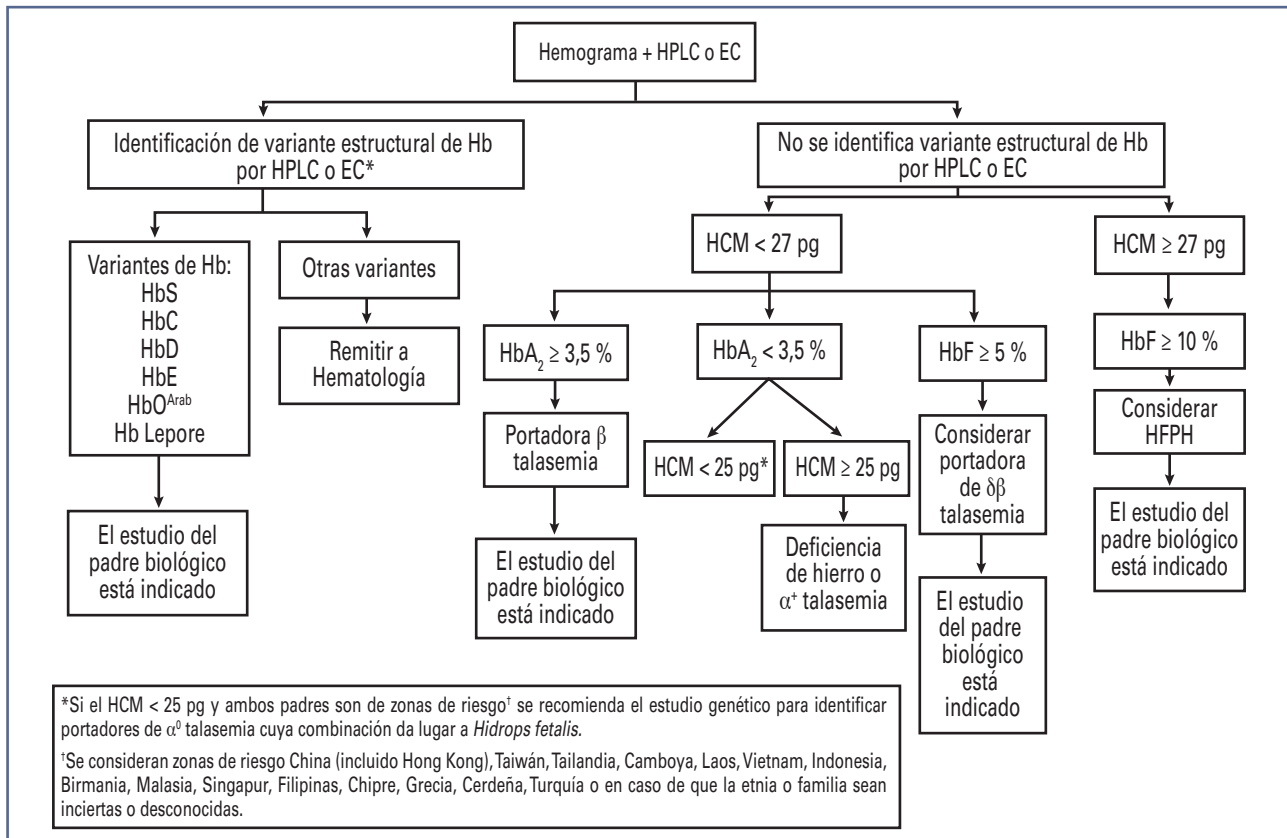 Hemograma + HPLC o EC
Identificación de variante estructural de Hb
por HPLC o EC*
No se identifica variante estructural de Hb
por HPLC o EC
Variantes de Hb:
HbS
HbC
HbD
HbE
HbO^Arab
Hb Lepore
Otras variantes
HCM < 27 pg
HCM ≥ 27 pg
Remitir a
Hematología
HbA₂ ≥ 3,5 %
HbA₂ < 3,5 %
HbF ≥ 5 %
HbF ≥ 10 %
Portadora β
talasemia
HCM < 25 pg*
HCM ≥ 25 pg
Considerar
portadora
de δβ
talasemia
Considerar
HFPH
El estudio del
padre biológico
está indicado
El estudio del
padre biológico
está indicado
Deficiencia
de hierro o
α⁺ talasemia
El estudio
del padre
biológico
está
indicado
El estudio del
padre biológico
está indicado
*Si el HCM < 25 pg y ambos padres son de zonas de riesgo† se recomienda el estudio genético para identificar
portadores de α⁰ talasemia cuya combinación da lugar a Hidrops fetalis.
†Se consideran zonas de riesgo China (incluido Hong Kong), Taiwán, Tailandia, Camboya, Laos, Vietnam, Indonesia,
Birmania, Malasia, Singapur, Filipinas, Chipre, Grecia, Cerdeña, Turquía o en caso de que la etnia o familia sean
inciertas o desconocidas.